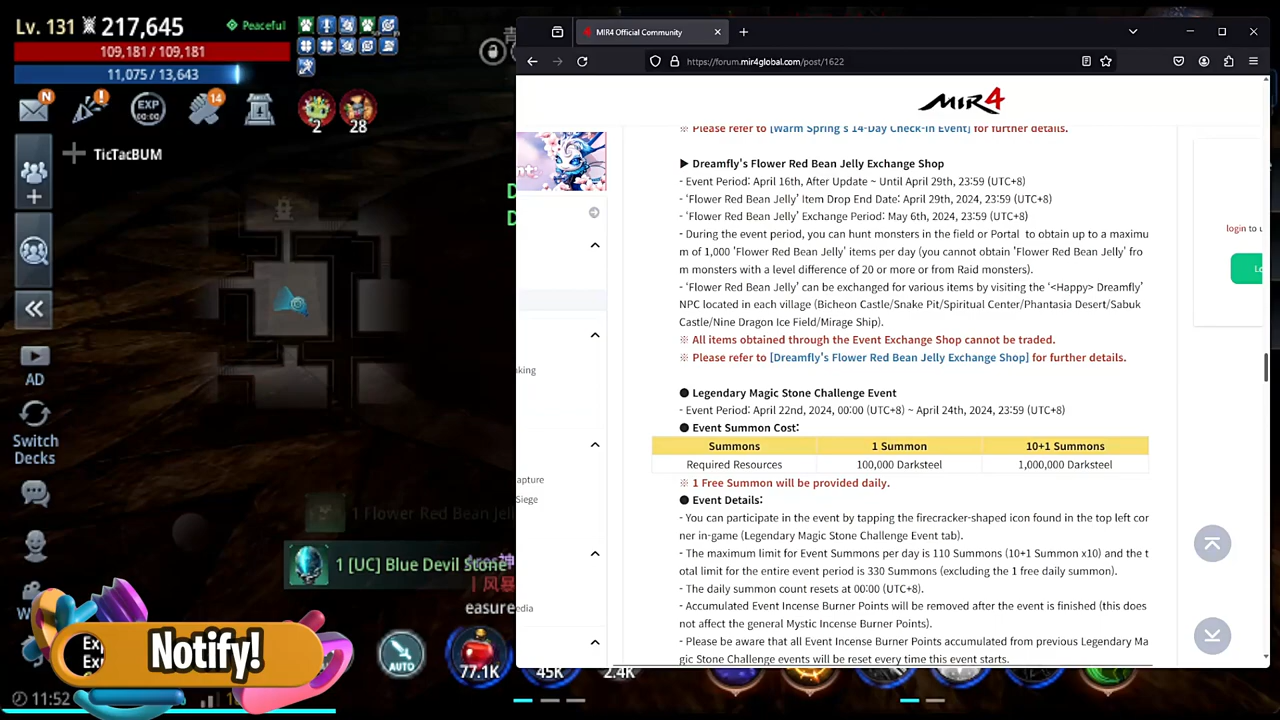 Lv. 131 217,645
Peaceful
109,181 / 109,181
11,075 / 13,643
N
!
EXP
00:00
14
2
28
TicTacBUM
AD
Switch
Decks
1 Flower Red Bean Jell
1 [UC] Blue Devil Stone
easure
Notify!
AUTO
77.1K
45K
2.4K
11:52
MIR4 Official Community
https://forum.mir4global.com/post/1622
MIR4
※ Please refer to [Warm Spring's 14-Day Check-In Event] for further details.
▶ Dreamfly's Flower Red Bean Jelly Exchange Shop
- Event Period: April 16th, After Update ~ Until April 29th, 23:59 (UTC+8)
- ‘Flower Red Bean Jelly’ Item Drop End Date: April 29th, 2024, 23:59 (UTC+8)
- ‘Flower Red Bean Jelly’ Exchange Period: May 6th, 2024, 23:59 (UTC+8)
- During the event period, you can hunt monsters in the field or Portal to obtain up to a maximu
m of 1,000 'Flower Red Bean Jelly' items per day (you cannot obtain 'Flower Red Bean Jelly' fro
m monsters with a level difference of 20 or more or from Raid monsters).
- ‘Flower Red Bean Jelly’ can be exchanged for various items by visiting the ‘<Happy> Dreamfly’
NPC located in each village (Bicheon Castle/Snake Pit/Spiritual Center/Phantasia Desert/Sabuk
Castle/Nine Dragon Ice Field/Mirage Ship).
※ All items obtained through the Event Exchange Shop cannot be traded.
※ Please refer to [Dreamfly's Flower Red Bean Jelly Exchange Shop] for further details.
● Legendary Magic Stone Challenge Event
- Event Period: April 22nd, 2024, 00:00 (UTC+8) ~ April 24th, 2024, 23:59 (UTC+8)
● Event Summon Cost:
Summons 1 Summon 10+1 Summons
Required Resources 100,000 Darksteel 1,000,000 Darksteel
※ 1 Free Summon will be provided daily.
● Event Details:
- You can participate in the event by tapping the firecracker-shaped icon found in the top left cor
ner in-game (Legendary Magic Stone Challenge Event tab).
- The maximum limit for Event Summons per day is 110 Summons (10+1 Summon x10) and the t
otal limit for the entire event period is 330 Summons (excluding the 1 free daily summon).
- The daily summon count resets at 00:00 (UTC+8).
- Accumulated Event Incense Burner Points will be removed after the event is finished (this does
not affect the general Mystic Incense Burner Points).
- Please be aware that all Event Incense Burner Points accumulated from previous Legendary Ma
gic Stone Challenge events will be reset every time this event starts.
nking
apture
Siege
edia
login to u
Lo